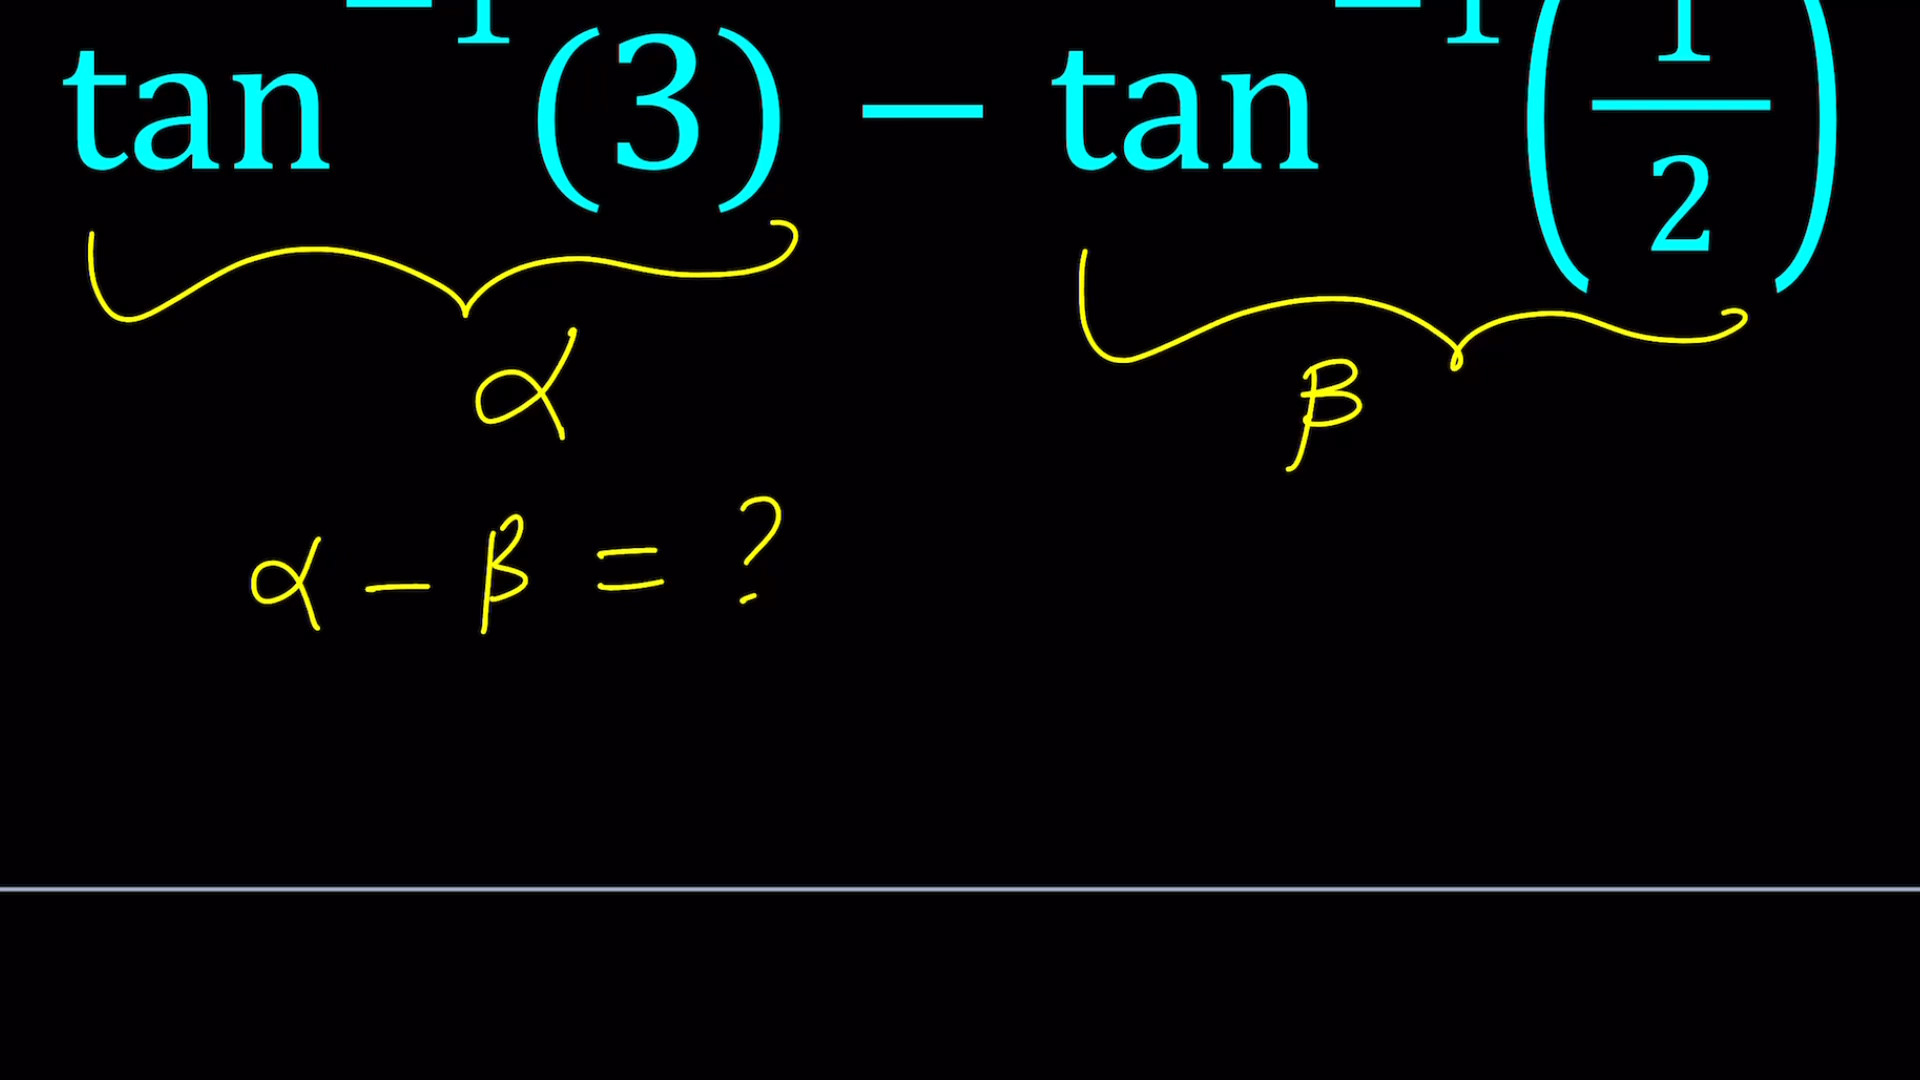 tan⁻¹(3) − tan⁻¹(1/2)
α β
α − β = ?